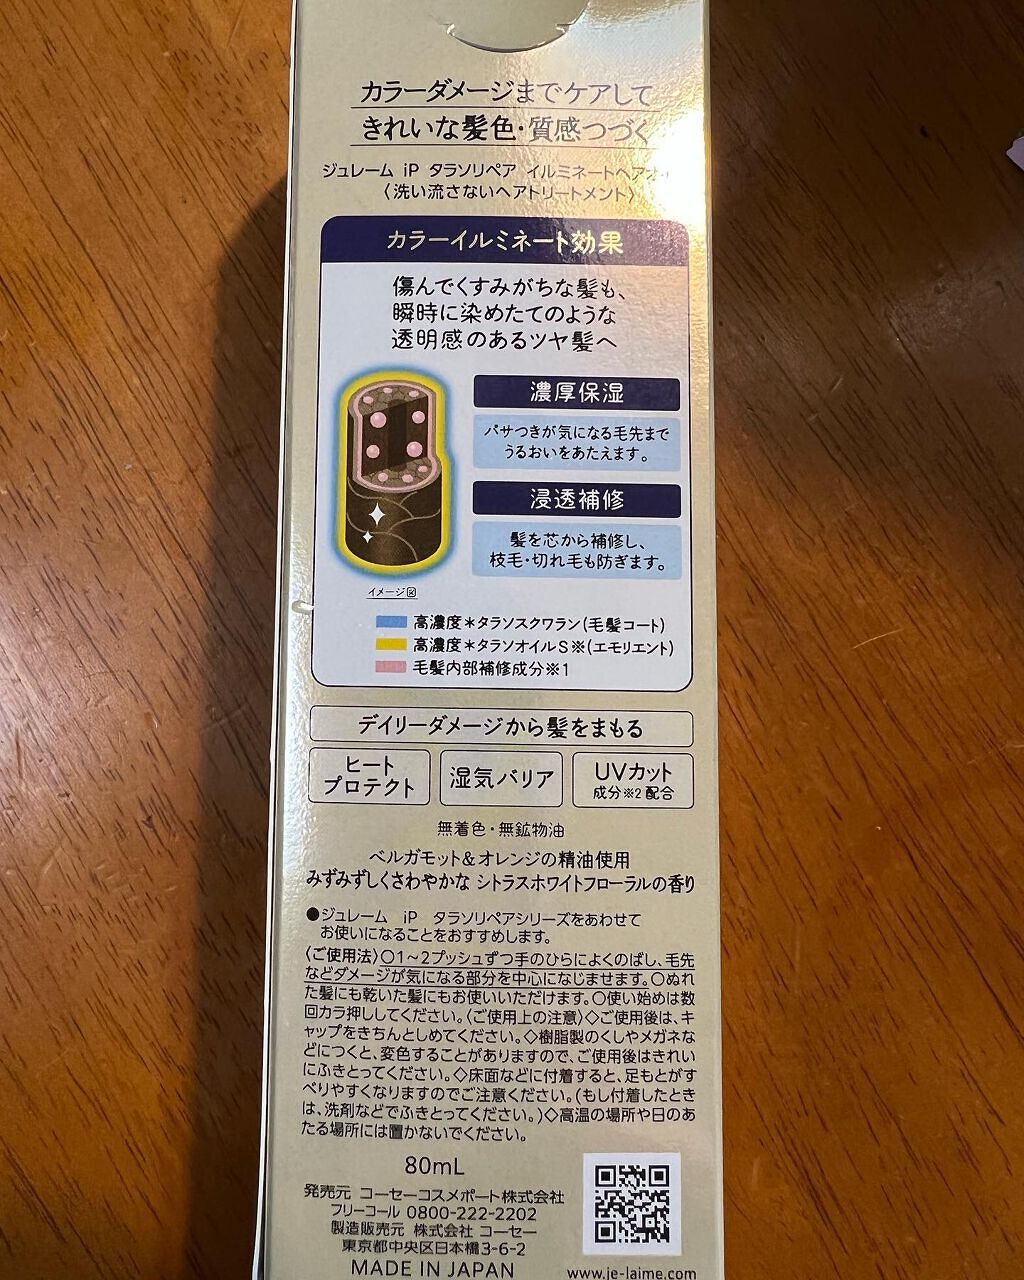 カラーダメージまでケアして
きれいな髪色・質感つづく
ジュレーム iP タラソリペア イルミネートヘアオ
〈洗い流さないヘアトリートメント〉
カラーイルミネート効果
傷んでくすみがちな髪も、
瞬時に染めたてのような
透明感のあるツヤ髪へ
濃厚保湿
パサつきが気になる毛先まで
うるおいをあたえます。
浸透補修
髪を芯から補修し、
枝毛・切れ毛も防ぎます。
イメージ図
高濃度＊タラソスクワラン(毛髪コート)
高濃度＊タラソオイルS※(エモリエント)
毛髪内部補修成分※1
デイリーダメージから髪をまもる
ヒート
プロテクト
湿気バリア
UVカット
成分※2配合
無着色・無鉱物油
ベルガモット＆オレンジの精油使用
みずみずしくさわやかな シトラスホワイトフローラルの香り
●ジュレーム iP タラソリペアシリーズをあわせて
お使いになることをおすすめします。
〈ご使用法〉○1～2プッシュずつ手のひらによくのばし、毛先
などダメージが気になる部分を中心になじませます。○ぬれ
た髪にも乾いた髪にもお使いいただけます。○使い始めは数
回カラ押ししてください。〈ご使用上の注意〉◇ご使用後は、キ
ャップをきちんとしめてください。◇樹脂製のくしやメガネな
どにつくと、変色することがありますので、ご使用後はきれい
にふきとってください。◇床面などに付着すると、足もとがす
べりやすくなりますのでご注意ください。(もし付着したとき
は、洗剤などでふきとってください。)◇高温の場所や日のあ
たる場所には置かないでください。
80mL
発売元 コーセーコスメポート株式会社
フリーコール 0800-222-2202
製造販売元 株式会社 コーセー
東京都中央区日本橋3-6-2
MADE IN JAPAN
www.je-laime.com